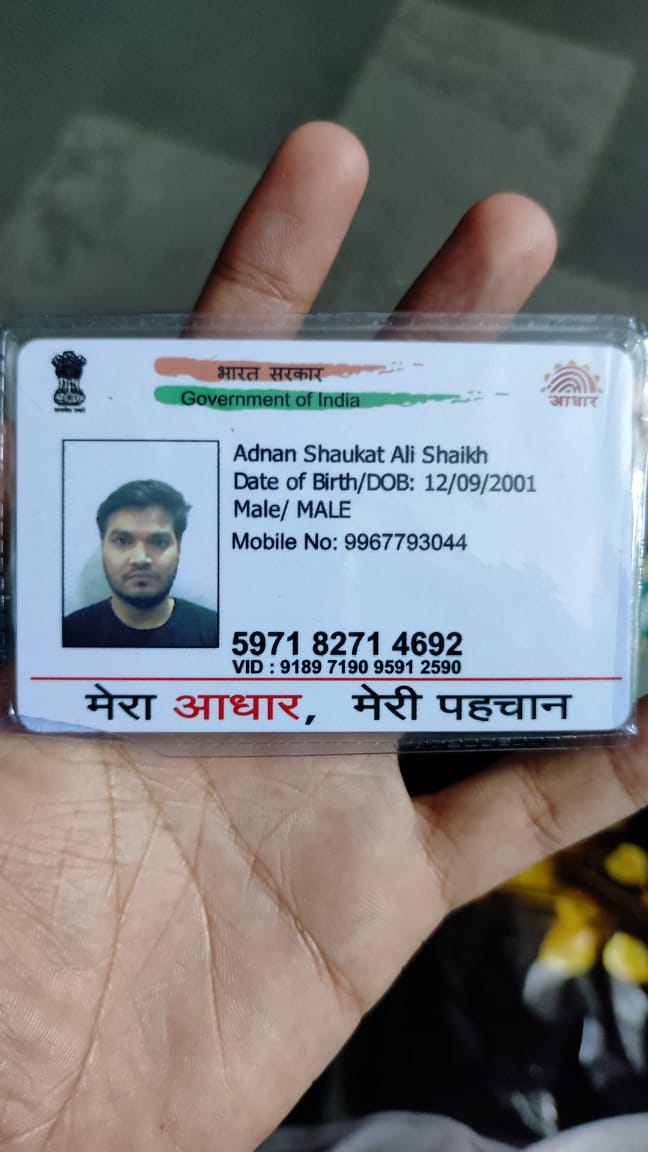 भारत सरकार
Government of India
आधार
Adnan Shaukat Ali Shaikh
Date of Birth/DOB: 12/09/2001
Male/ MALE
Mobile No: 9967793044
5971 8271 4692
VID : 9189 7190 9591 2590
मेरा आधार, मेरी पहचान